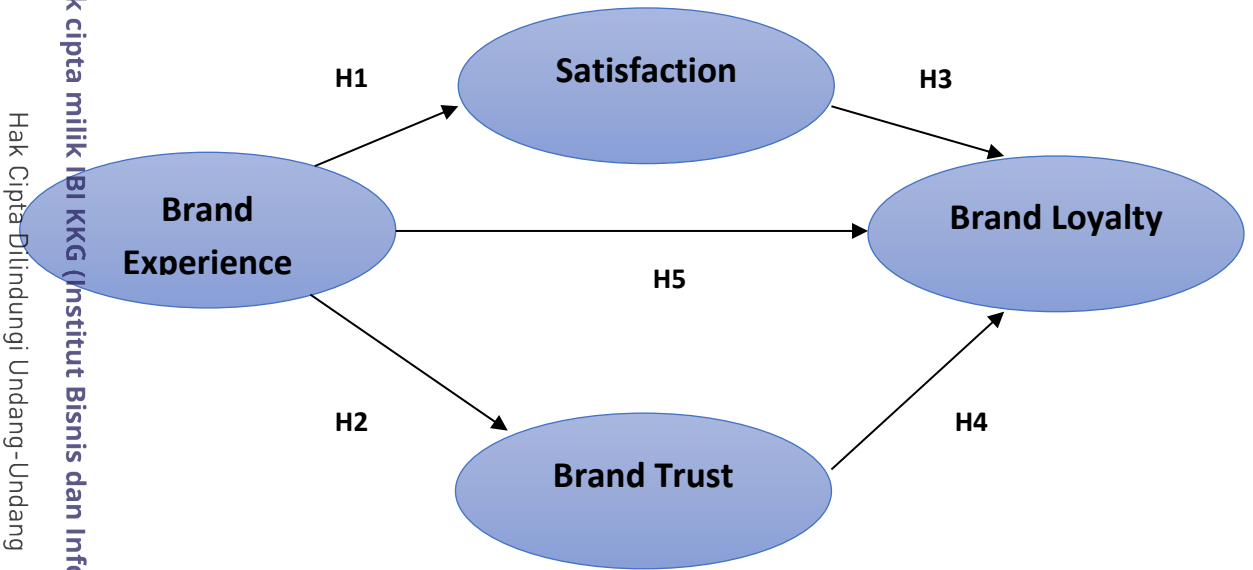 k cipta milik IBI KKG (Institut Bisnis dan Info
Hak Cipta Dilindungi Undang-Undang
H1
Satisfaction
H3
Brand
Experience
Brand Loyalty
H5
H2
Brand Trust
H4